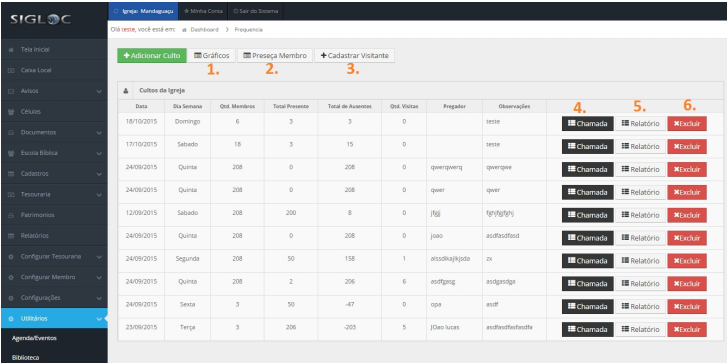 SIGLOC
Igreja: Mandaguaçu Minha Conta Sair do Sistema
Olá teste, você está em: Dashboard > Frequencia
Tela Inicial
Caixa Local
Avisos
Células
Documentos
Escola Bíblica
Cadastros
Tesouraria
Patrimonios
Relatórios
Configurar Tesouraria
Configurar Membro
Configurações
Utilitários
Agenda/Eventos
Biblioteca
+ Adicionar Culto Gráficos Preseça Membro + Cadastrar Visitante
1. 2. 3.
Cultos da Igreja
4. 5. 6.
Data Dia Semana Qtd. Membros Total Presente Total de Ausentes Qtd. Visitas Pregador Observações
18/10/2015 Domingo 6 3 3 0 teste Chamada Relatório Excluir
17/10/2015 Sabado 18 3 15 0 teste Chamada Relatório Excluir
24/09/2015 Quinta 208 0 208 0 qwerqwerq qwerqwe Chamada Relatório Excluir
24/09/2015 Quinta 208 0 208 0 qwer qwer Chamada Relatório Excluir
12/09/2015 Sabado 208 200 8 0 Chamada Relatório Excluir
24/09/2015 Quinta 208 0 208 0 joao asdfasdfasd Chamada Relatório Excluir
24/09/2015 Segunda 208 50 158 1 zx Chamada Relatório Excluir
24/09/2015 Quinta 208 2 206 6 asdfgasg asdgasdga Chamada Relatório Excluir
24/09/2015 Sexta 3 50 -47 0 opa asdf Chamada Relatório Excluir
23/09/2015 Terça 3 206 -203 5 JOao lucas asdfasdfasfasdfa Chamada Relatório Excluir